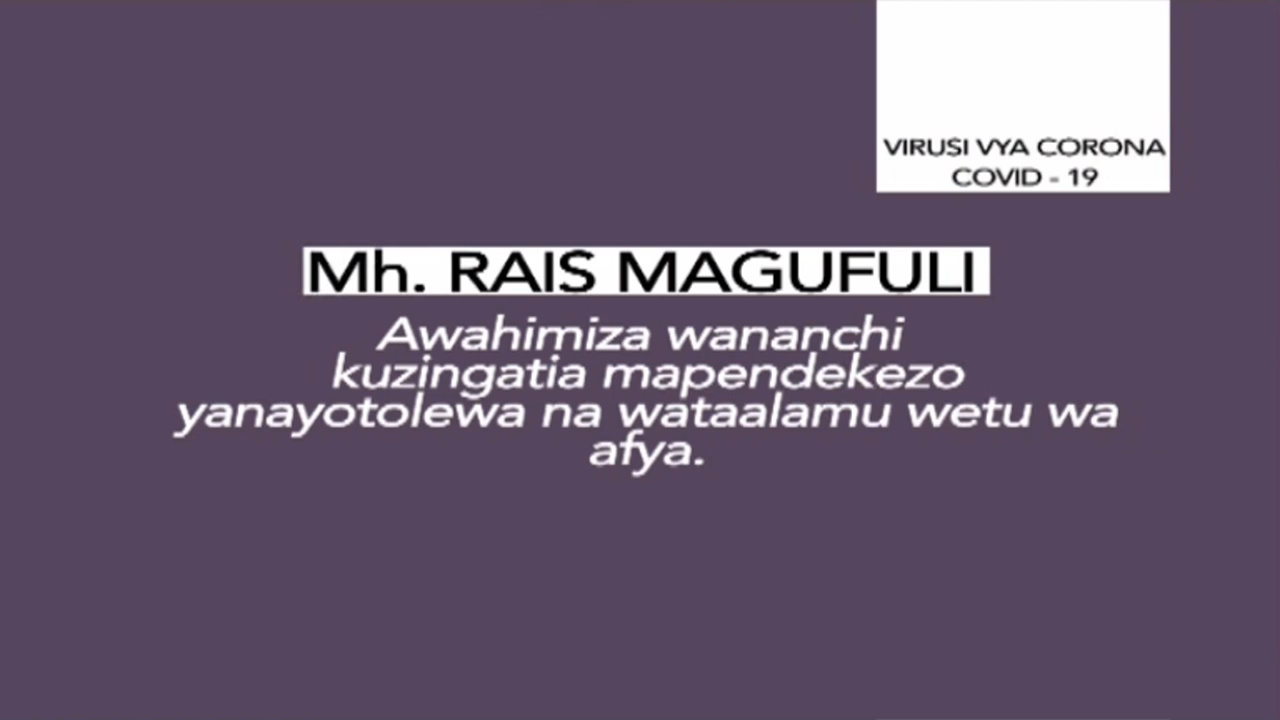 VIRUSI VYA CORONA
COVID - 19
Mh. RAIS MAGUFULI
Awahimiza wananchi
kuzingatia mapendekezo
yanayotolewa na wataalamu wetu wa
afya.